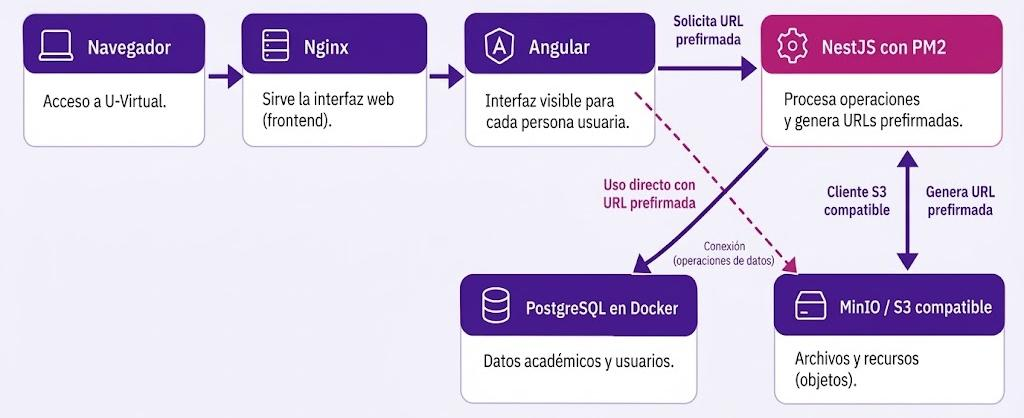 Navegador
Acceso a U-Virtual.
Nginx
Sirve la interfaz web
(frontend).
Angular
Interfaz visible para
cada persona usuaria.
Solicita URL
prefirmada
NestJS con PM2
Procesa operaciones
y genera URLs prefirmadas.
Uso directo con
URL prefirmada
Conexión
(operaciones de datos)
Cliente S3
compatible
Genera URL
prefirmada
PostgreSQL en Docker
Datos académicos y usuarios.
MinIO / S3 compatible
Archivos y recursos
(objetos).